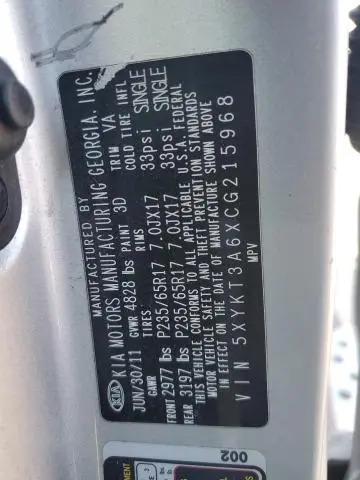 MANUFACTURED BY
KIA KIA MOTORS MANUFACTURING GEORGIA, INC.
JUN/30/11 GVWR 4828 lbs PAINT 3D TRIM VA
GAWR TIRES RIMS COLD TIRE INFL
FRONT 2977 lbs P235/65R17 7.0JX17 33psi SINGLE
REAR 3197 lbs P235/65R17 7.0JX17 33psi SINGLE
THIS VEHICLE CONFORMS TO ALL APPLICABLE U.S.A. FEDERAL
MOTOR VEHICLE SAFETY AND THEFT PREVENTION STANDARDS
IN EFFECT ON THE DATE OF MANUFACTURE SHOWN ABOVE
VIN 5XYKT3A6XCG215968
MPV
002